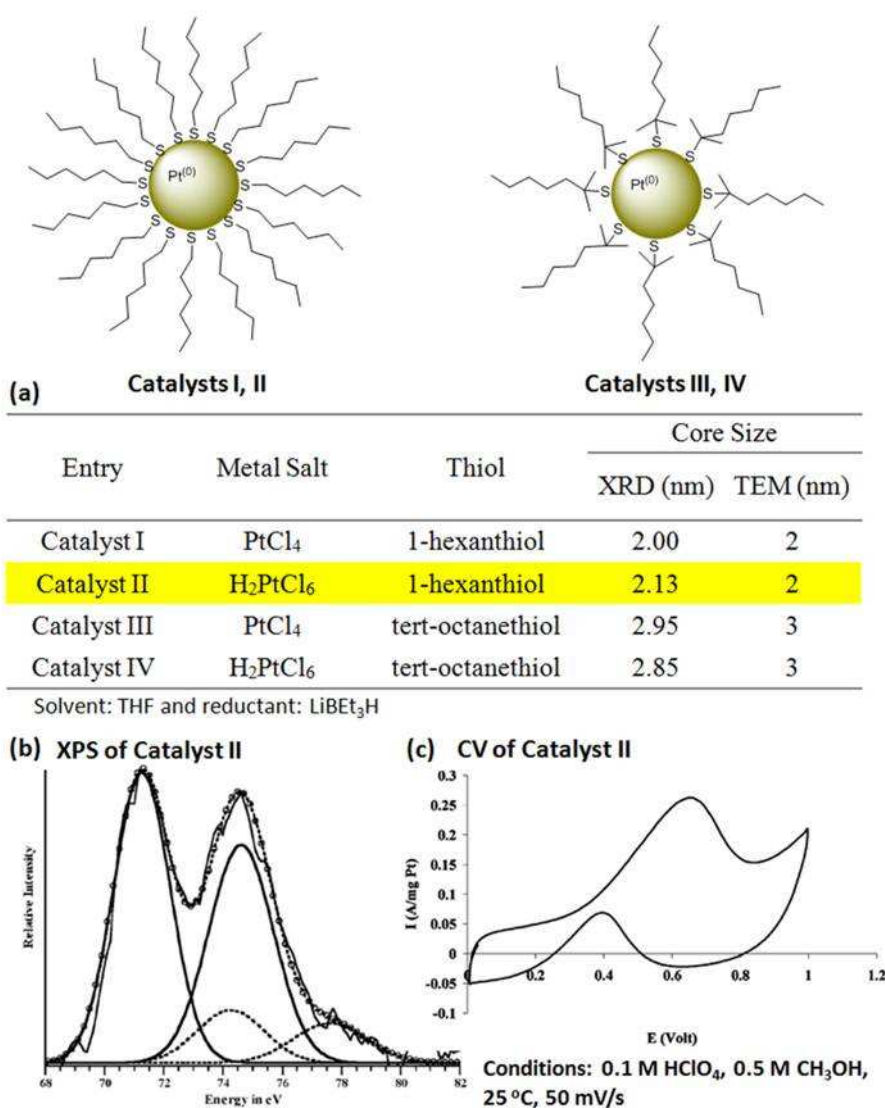 Pt(0)
Pt(0)
S S S S S S S S S S S S S S S S S S
S S S S S S S S
Catalysts I, II
Catalysts III, IV
(a)
Core Size
Entry Metal Salt Thiol
XRD (nm) TEM (nm)
Catalyst I PtCl4 1-hexanthiol 2.00 2
Catalyst II H2PtCl6 1-hexanthiol 2.13 2
Catalyst III PtCl4 tert-octanethiol 2.95 3
Catalyst IV H2PtCl6 tert-octanethiol 2.85 3
Solvent: THF and reductant: LiBEt3H
(b) XPS of Catalyst II
(c) CV of Catalyst II
Relative Intensity
68 70 72 74 76 78 80 82
Energy in eV
I (A/mg Pt)
0.3
0.25
0.2
0.15
0.1
0.05
0
-0.05
-0.1
0 0.2 0.4 0.6 0.8 1 1.2
E (Volt)
Conditions: 0.1 M HClO4, 0.5 M CH3OH,
25 °C, 50 mV/s